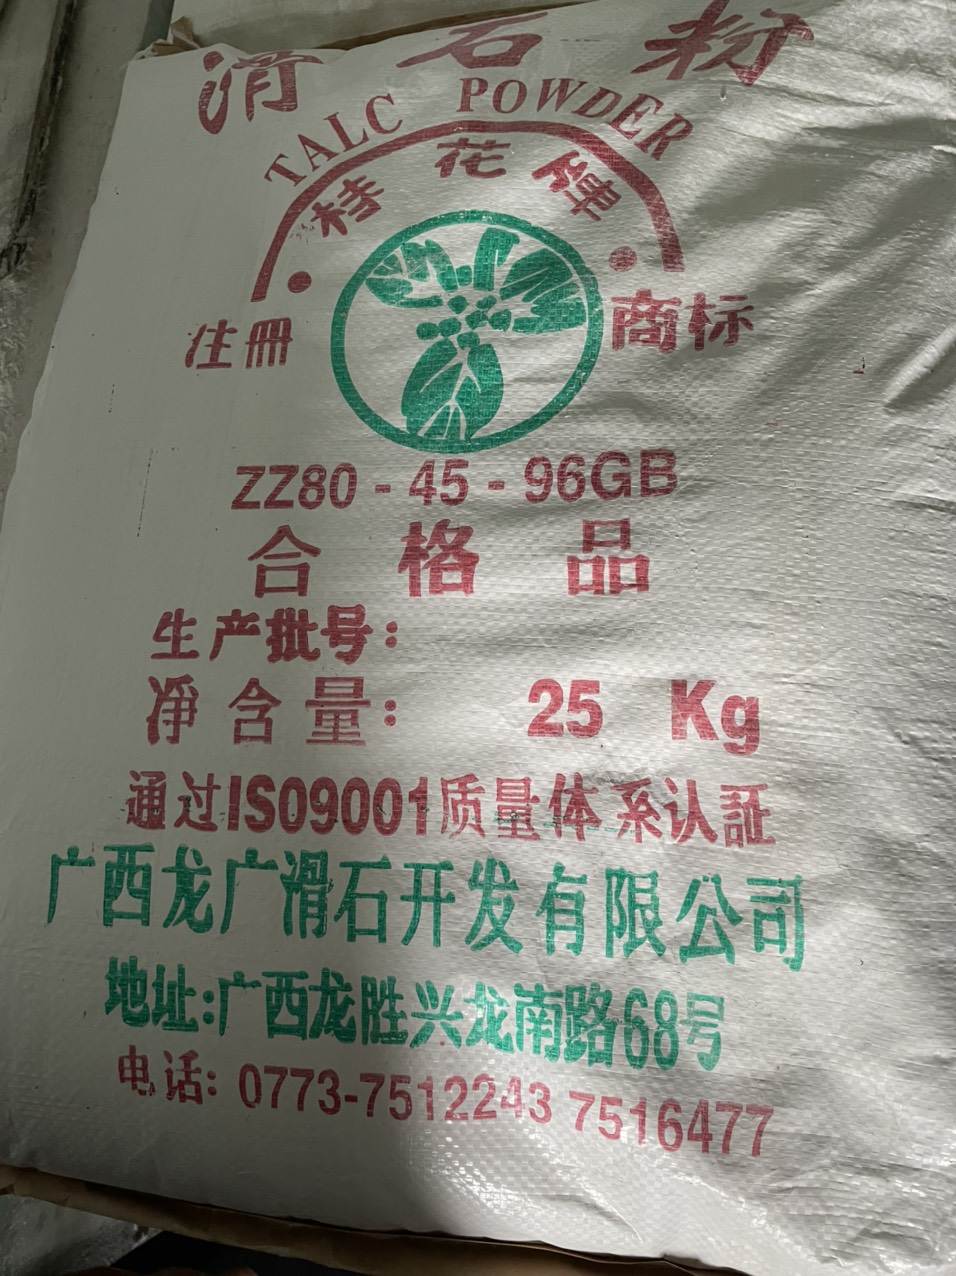 滑石粉
TALC POWDER
桂花牌
注册 商标
ZZ80-45-96GB
合格品
生产批号:
净含量: 25 Kg
通过ISO9001质量体系认証
广西龙广滑石开发有限公司
地址:广西龙胜兴龙南路68号
电话: 0773-7512243 7516477